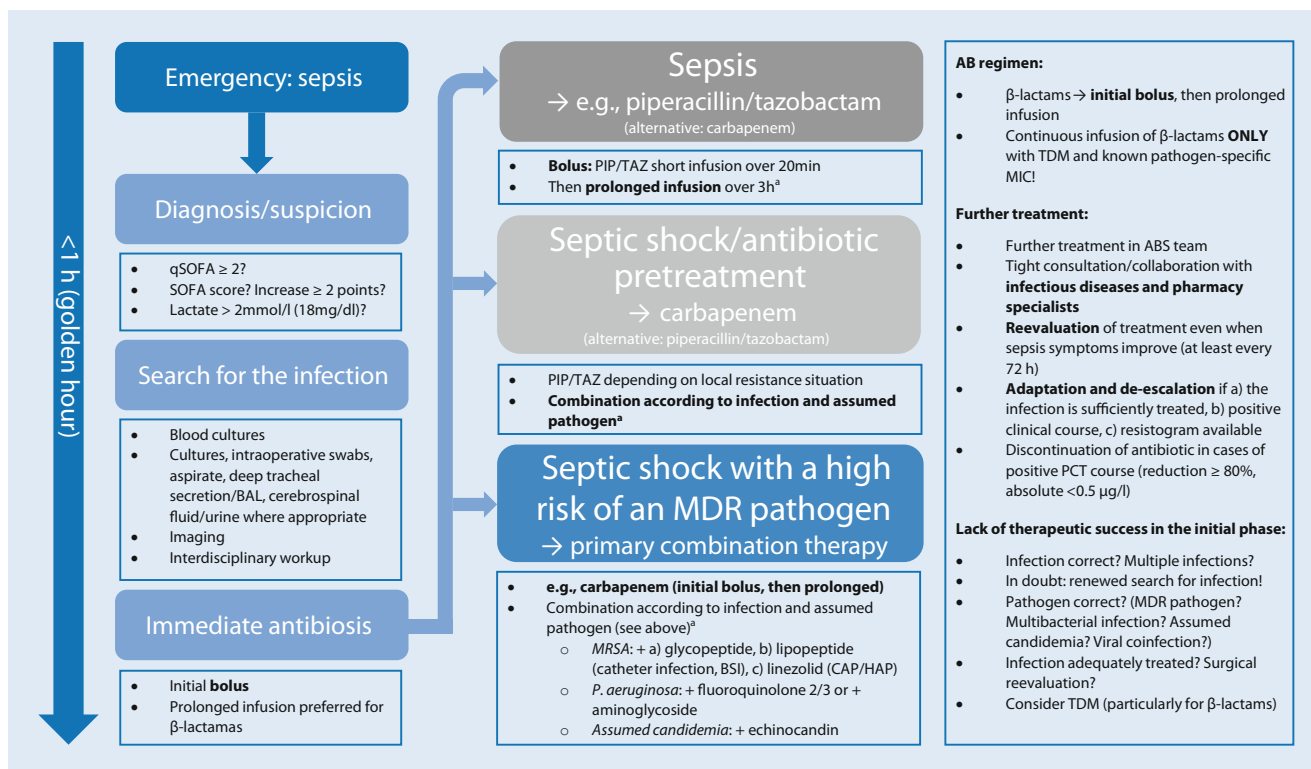 <1 h (golden hour)
Emergency: sepsis
Diagnosis/suspicion
• qSOFA ≥ 2?
• SOFA score? Increase ≥ 2 points?
• Lactate > 2mmol/l (18mg/dl)?
Search for the infection
• Blood cultures
• Cultures, intraoperative swabs,
aspirate, deep tracheal
secretion/BAL, cerebrospinal
fluid/urine where appropriate
• Imaging
• Interdisciplinary workup
Immediate antibiosis
• Initial bolus
• Prolonged infusion preferred for
β-lactamas
Sepsis
→ e.g., piperacillin/tazobactam
(alternative: carbapenem)
• Bolus: PIP/TAZ short infusion over 20min
• Then prolonged infusion over 3hª
Septic shock/antibiotic
pretreatment
→ carbapenem
(alternative: piperacillin/tazobactam)
• PIP/TAZ depending on local resistance situation
• Combination according to infection and assumed
pathogenª
Septic shock with a high
risk of an MDR pathogen
→ primary combination therapy
• e.g., carbapenem (initial bolus, then prolonged)
• Combination according to infection and assumed
pathogen (see above)ª
o MRSA: + a) glycopeptide, b) lipopeptide
(catheter infection, BSI), c) linezolid (CAP/HAP)
o P. aeruginosa: + fluoroquinolone 2/3 or +
aminoglycoside
o Assumed candidemia: + echinocandin
AB regimen:
• β-lactams → initial bolus, then prolonged
infusion
• Continuous infusion of β-lactams ONLY
with TDM and known pathogen-specific
MIC!
Further treatment:
• Further treatment in ABS team
• Tight consultation/collaboration with
infectious diseases and pharmacy
specialists
• Reevaluation of treatment even when
sepsis symptoms improve (at least every
72 h)
• Adaptation and de-escalation if a) the
infection is sufficiently treated, b) positive
clinical course, c) resistogram available
• Discontinuation of antibiotic in cases of
positive PCT course (reduction ≥ 80%,
absolute <0.5 µg/l)
Lack of therapeutic success in the initial phase:
• Infection correct? Multiple infections?
• In doubt: renewed search for infection!
• Pathogen correct? (MDR pathogen?
Multibacterial infection? Assumed
candidemia? Viral coinfection?)
• Infection adequately treated? Surgical
reevaluation?
• Consider TDM (particularly for β-lactams)